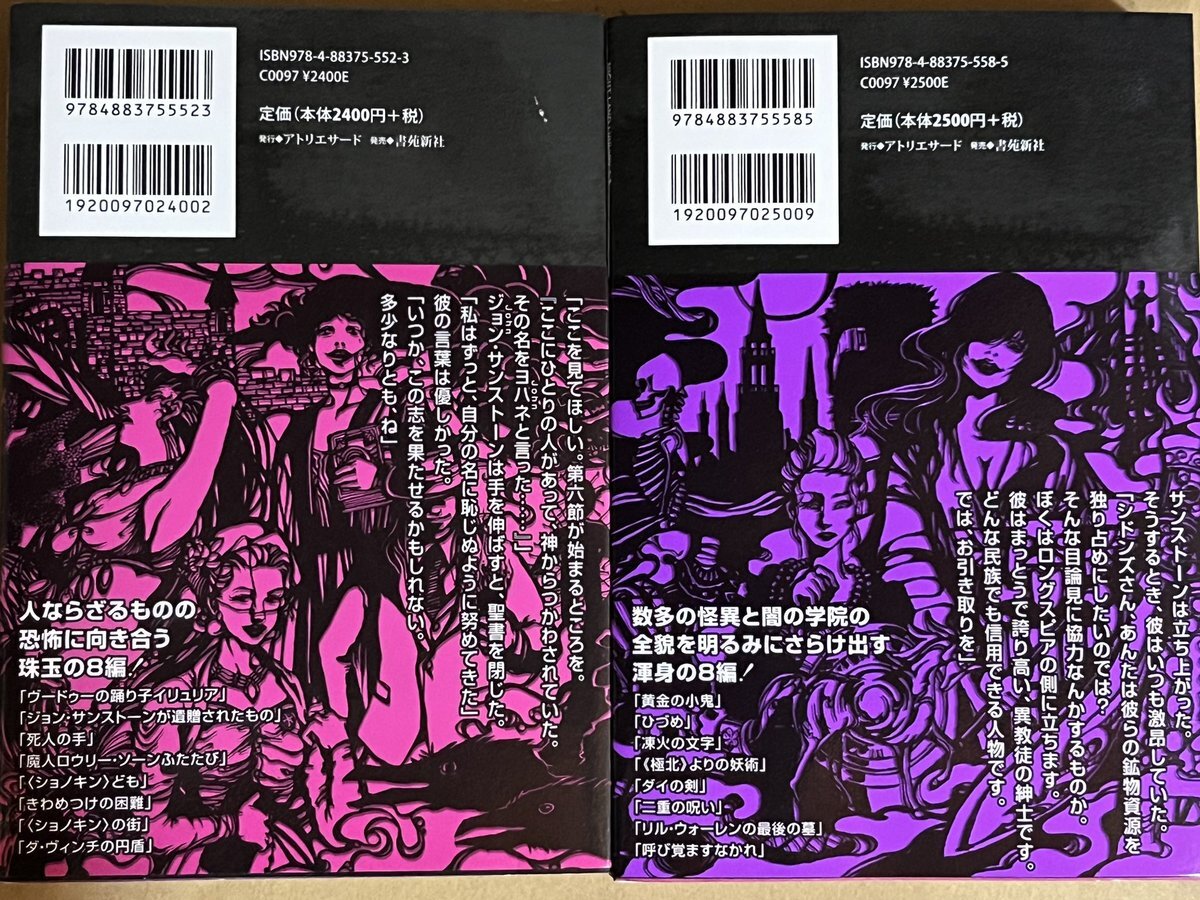 ISBN978-4-88375-552-3
C0097 ¥2400E
定価(本体2400円+税)
発行◆アトリエサード 発売◆書苑新社
9784883755523
1920097024002
「ここを見てほしい。第六節が始まるところを。
『ここにひとりの人があって、神からつかわされていた。
その名をヨハネと言った……』」
John
ジョン・サンストーンは手を伸ばすと、聖書を閉じた。
John
「私はずっと、自分の名に恥じぬように努めてきた」
彼の言葉は優しかった。
「いつか、この志を果たせるかもしれない。
多少なりとも、ね」
人ならざるものの
恐怖に向き合う
珠玉の8編!
「ヴードゥーの踊り子イリュリア」
「ジョン・サンストーンが遺贈されたもの」
「死人の手」
「魔人ロウリー・ソーンふたたび」
「〈ショノキン〉ども」
「きわめつけの困難」
「〈ショノキン〉の街」
「ダ・ヴィンチの円盾」
ISBN978-4-88375-558-5
C0097 ¥2500E
定価(本体2500円+税)
発行◆アトリエサード 発売◆書苑新社
9784883755585
1920097025009
サンストーンは立ち上がった。
そうするとき、彼はいつも激昂していた。
「シドンズさん、あんたは彼らの鉱物資源を
独り占めにしたいのでは?
そんな目論見に協力なんかするものか。
ぼくはロングスピアの側に立ちます。
彼はまっとうで誇り高い、異教徒の紳士です。
どんな民族でも信用できる人物です。
では、お引き取りを」
数多の怪異と闇の学院の
全貌を明るみにさらけ出す
渾身の8編!
「黄金の小鬼」
「ひづめ」
「凍火の文字」
「《極北》よりの妖術」
「ダイの剣」
「二重の呪い」
「リル・ウォーレンの最後の墓」
「呼び覚ますなかれ」